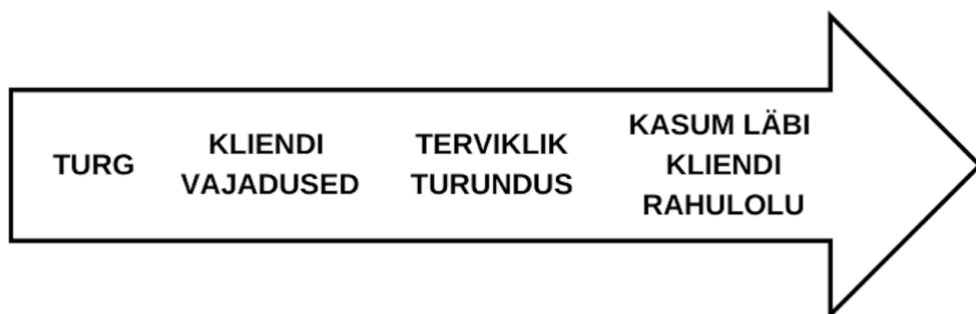 TURG
KLIENDI
VAJADUSED
TERVIKLIK
TURUNDUS
KASUM LÄBI
KLIENDI
RAHULOLU